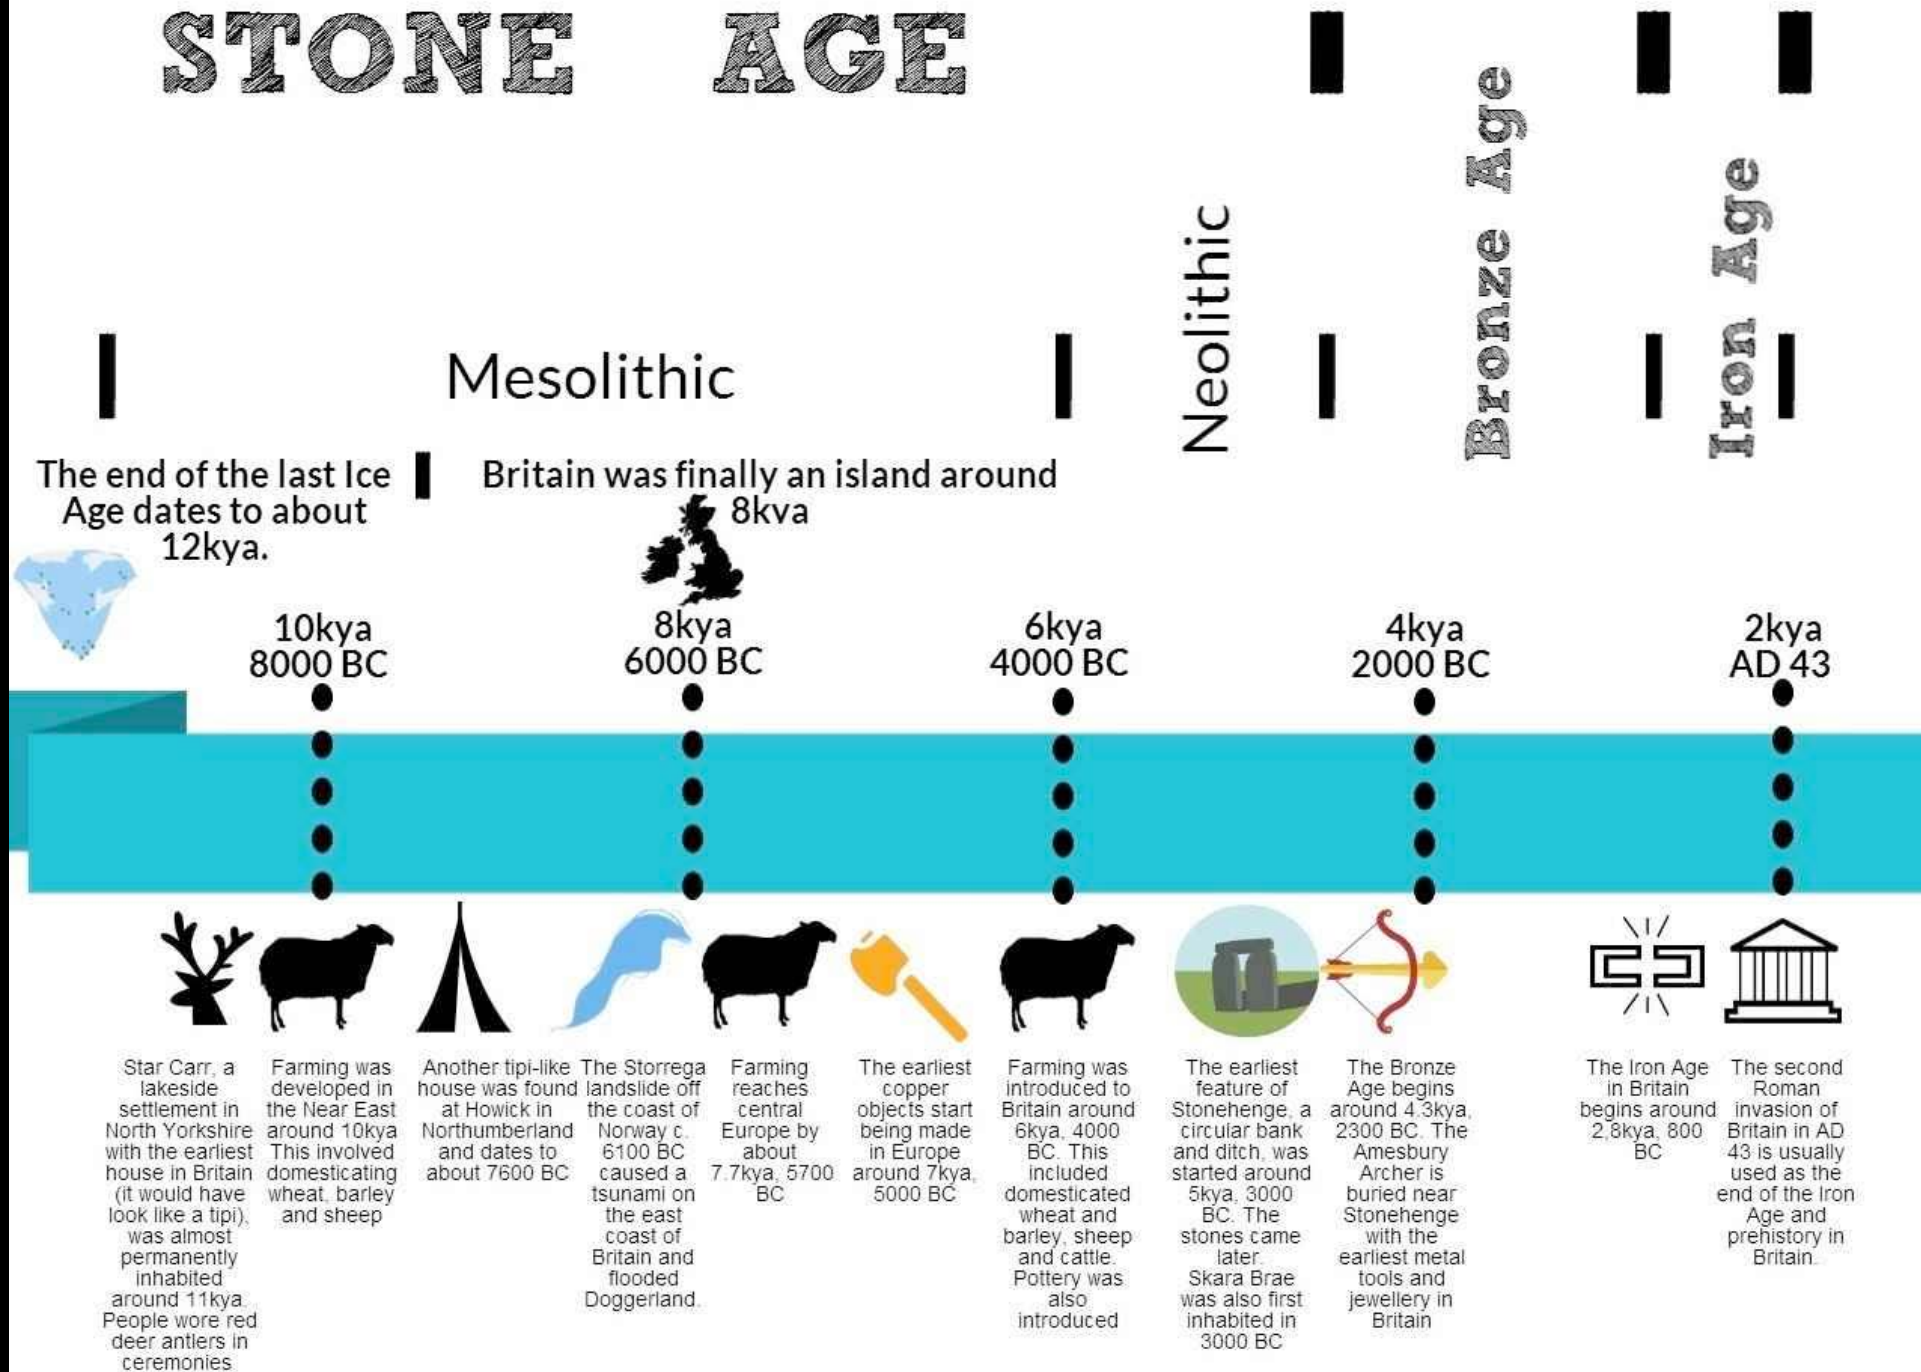 STONE AGE
Bronze Age
Iron Age
Neolithic
Mesolithic
The end of the last Ice
Age dates to about
12kya.
Britain was finally an island around
8kya
10kya
8000 BC
8kya
6000 BC
6kya
4000 BC
4kya
2000 BC
2kya
AD 43
Star Carr, a
lakeside
settlement in
North Yorkshire
with the earliest
house in Britain
(it would have
look like a tipi),
was almost
permanently
inhabited
around 11kya.
People wore red
deer antlers in
ceremonies
Farming was
developed in
the Near East
around 10kya
This involved
domesticating
wheat, barley
and sheep
Another tipi-like
house was found
at Howick in
Northumberland
and dates to
about 7600 BC
The Storrega
landslide off
the coast of
Norway c.
6100 BC
caused a
tsunami on
the east
coast of
Britain and
flooded
Doggerland.
Farming
reaches
central
Europe by
about
7.7kya, 5700
BC
The earliest
copper
objects start
being made
in Europe
around 7kya,
5000 BC
Farming was
introduced to
Britain around
6kya, 4000
BC. This
included
domesticated
wheat and
barley, sheep
and cattle.
Pottery was
also
introduced
The earliest
feature of
Stonehenge, a
circular bank
and ditch, was
started around
5kya, 3000
BC. The
stones came
later.
Skara Brae
was also first
inhabited in
3000 BC
The Bronze
Age begins
around 4.3kya,
2300 BC. The
Amesbury
Archer is
buried near
Stonehenge
with the
earliest metal
tools and
jewellery in
Britain
The Iron Age
in Britain
begins around
2,8kya, 800
BC
The second
Roman
invasion of
Britain in AD
43 is usually
used as the
end of the Iron
Age and
prehistory in
Britain.